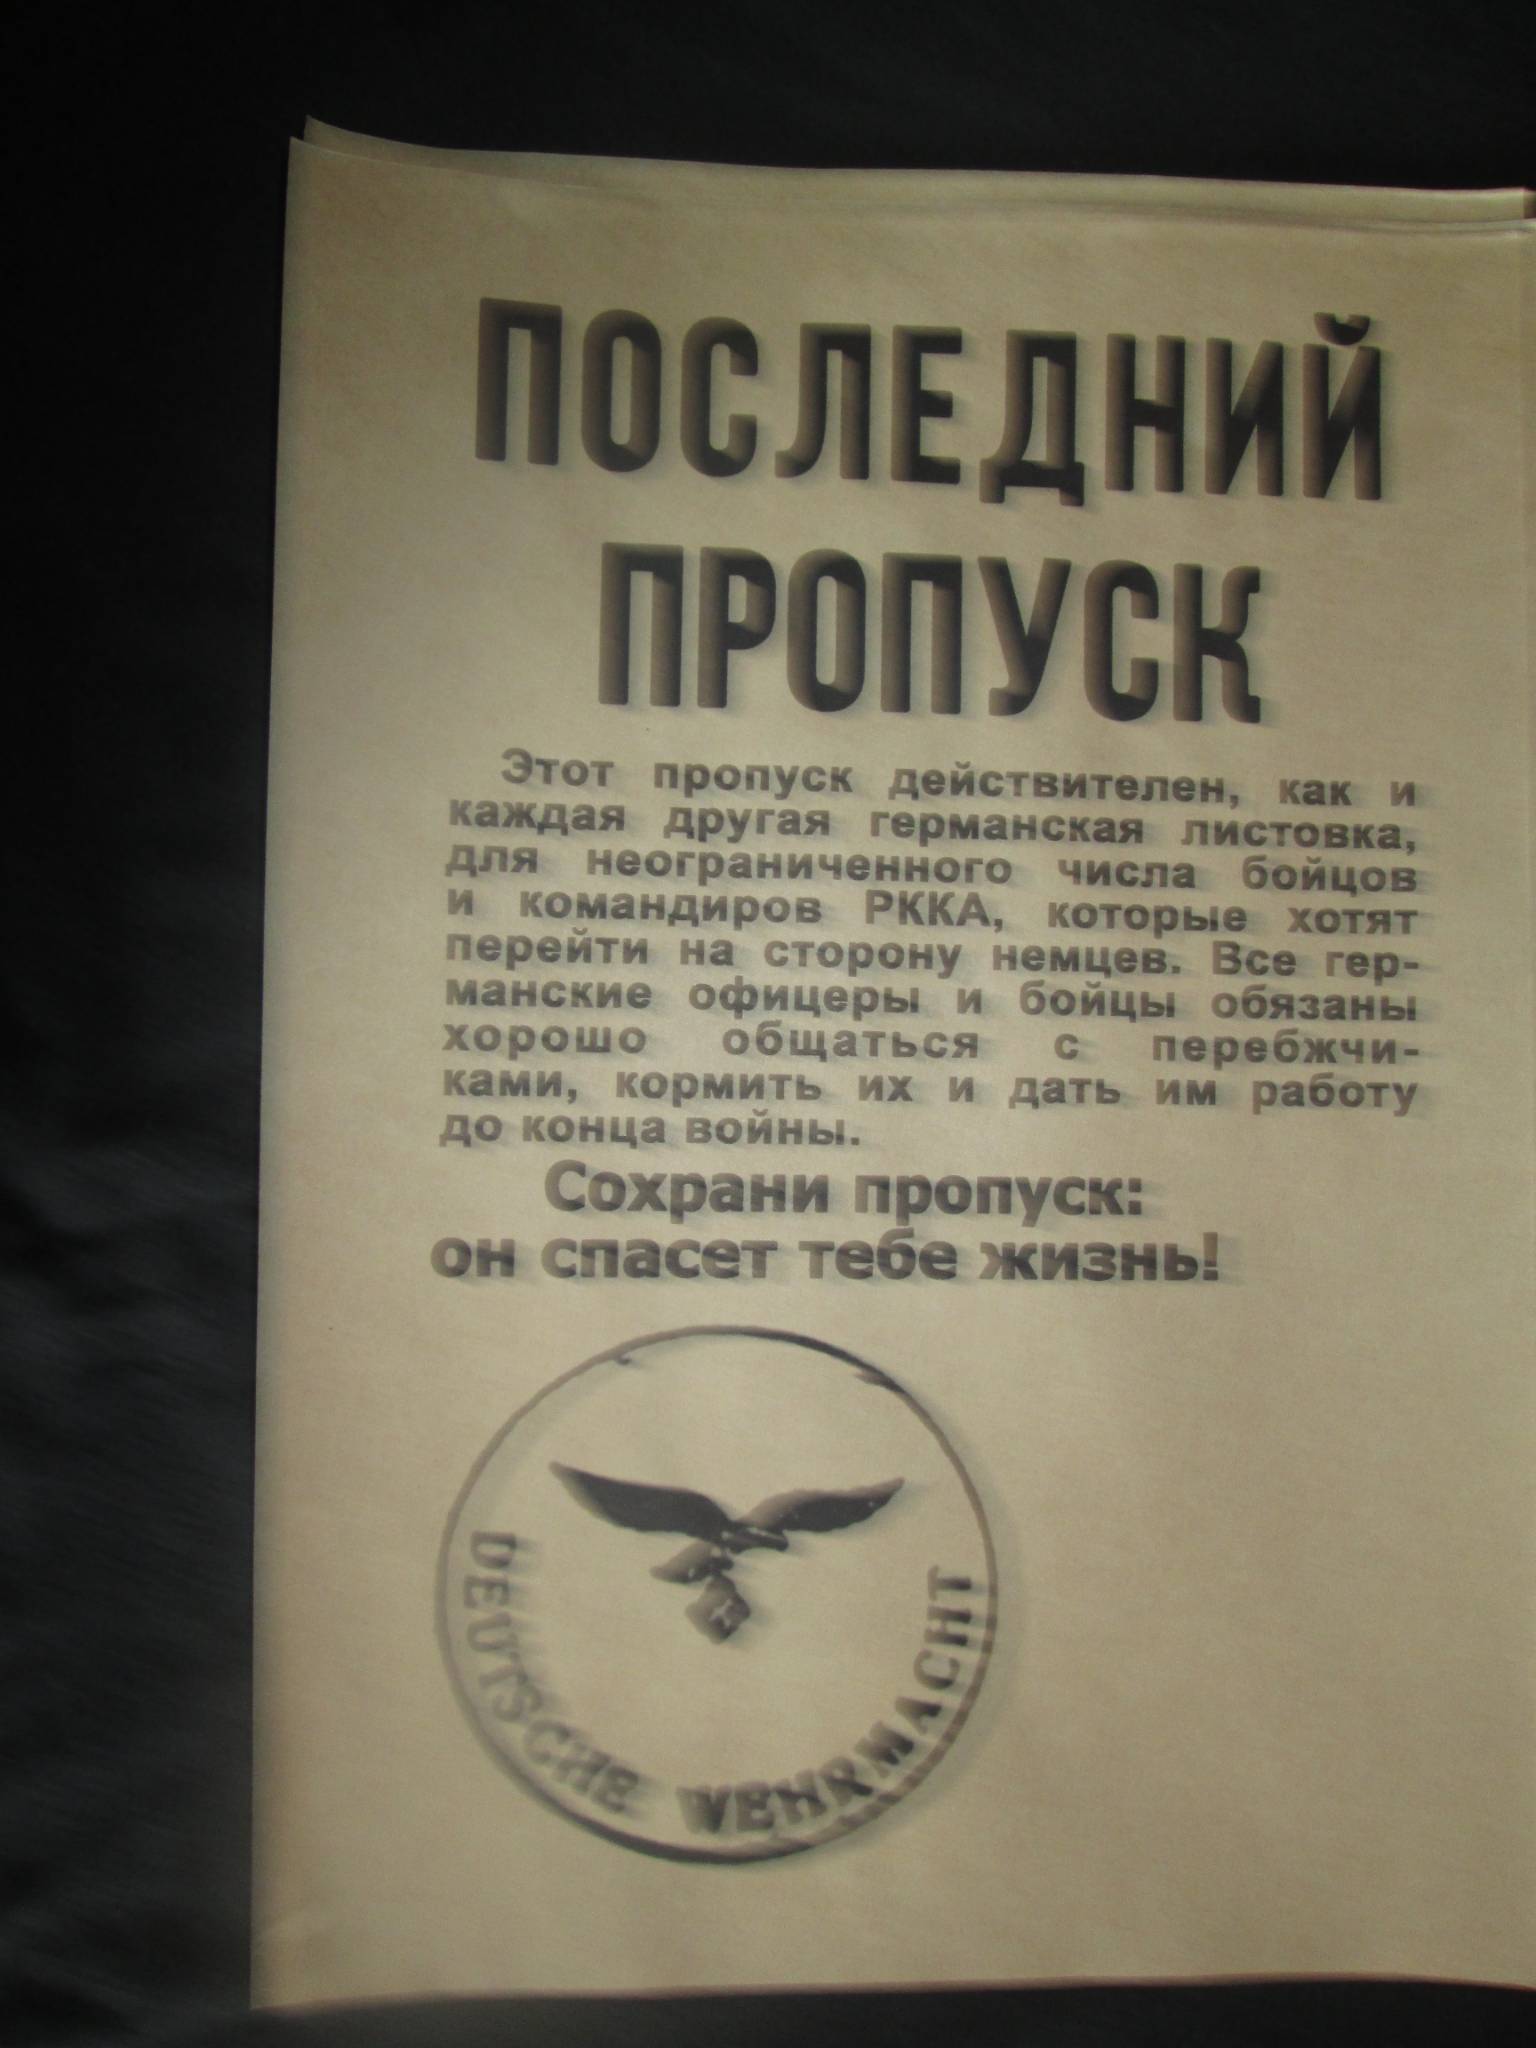 ПОСЛЕДНИЙ
ПРОПУСК
Этот пропуск действителен, как и
каждая другая германская листовка,
для неограниченного числа бойцов
и командиров РККА, которые хотят
перейти на сторону немцев. Все гер-
манские офицеры и бойцы обязаны
хорошо общаться с перебжчи-
ками, кормить их и дать им работу
до конца войны.
Сохрани пропуск:
он спасет тебе жизнь!
DEUTSCHE WEHRMACHT